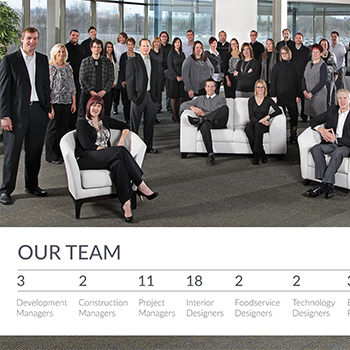 OUR TEAM
3 2 11 18 2 2
Development Construction Project Interior Foodservice Technology
Managers Managers Managers Designers Designers Designers